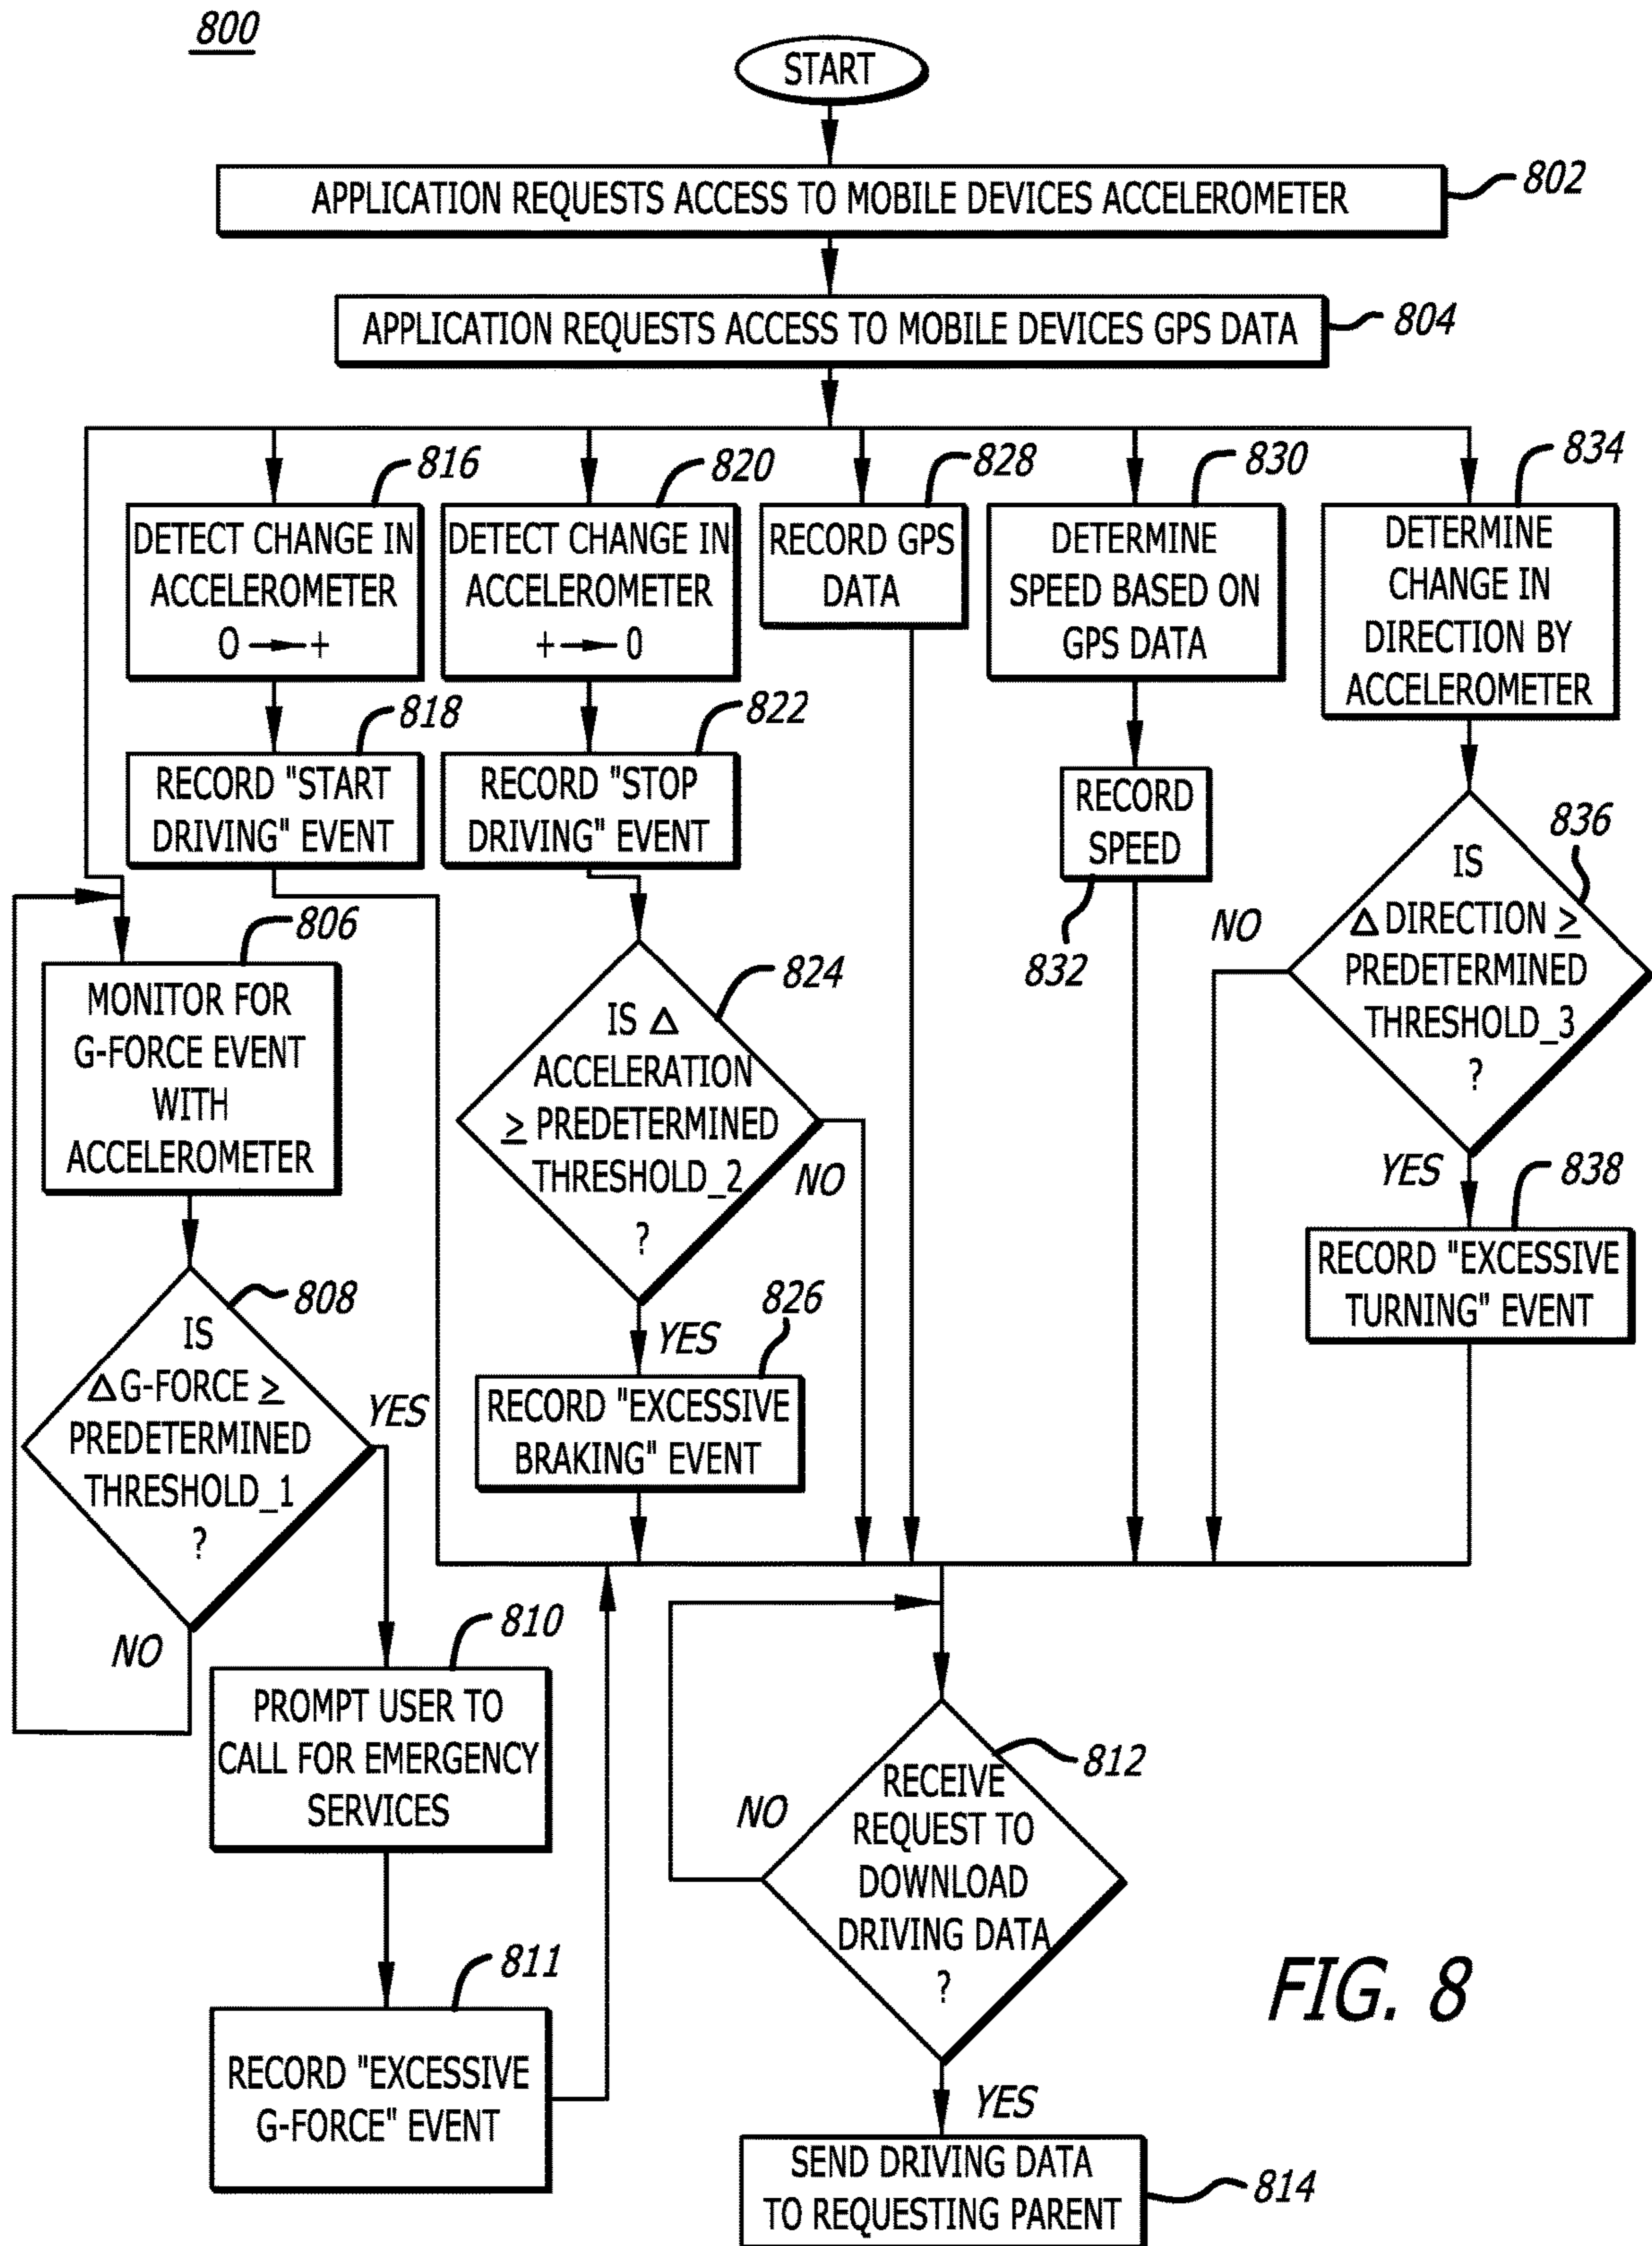 800
START
APPLICATION REQUESTS ACCESS TO MOBILE DEVICES ACCELEROMETER
802
APPLICATION REQUESTS ACCESS TO MOBILE DEVICES GPS DATA
804
816
DETECT CHANGE IN
ACCELEROMETER
O → +
820
DETECT CHANGE IN
ACCELEROMETER
+ → O
828
RECORD GPS
DATA
830
DETERMINE
SPEED BASED ON
GPS DATA
834
DETERMINE
CHANGE IN
DIRECTION BY
ACCELEROMETER
818
RECORD "START
DRIVING" EVENT
822
RECORD "STOP
DRIVING" EVENT
RECORD
SPEED
832
836
IS
Δ DIRECTION ≥
PREDETERMINED
THRESHOLD_3
?
NO
YES
838
RECORD "EXCESSIVE
TURNING" EVENT
806
MONITOR FOR
G-FORCE EVENT
WITH
ACCELEROMETER
824
IS Δ
ACCELERATION
≥ PREDETERMINED
THRESHOLD_2
?
NO
YES
826
RECORD "EXCESSIVE
BRAKING" EVENT
808
IS
Δ G-FORCE ≥
PREDETERMINED
THRESHOLD_1
?
YES
NO
810
PROMPT USER TO
CALL FOR EMERGENCY
SERVICES
811
RECORD "EXCESSIVE
G-FORCE" EVENT
812
RECEIVE
REQUEST TO
DOWNLOAD
DRIVING DATA
?
NO
YES
SEND DRIVING DATA
TO REQUESTING PARENT
814
FIG. 8